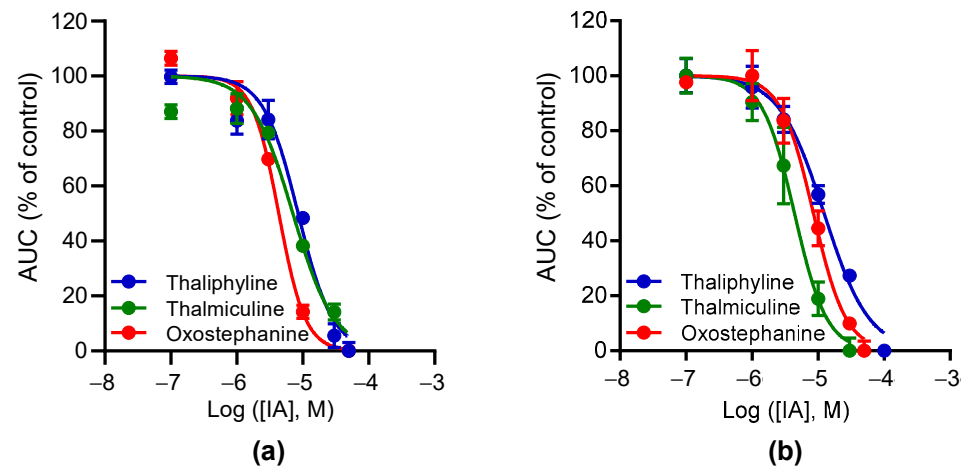 120
100
80
60
40
20
0
AUC (% of control)
Thaliphyline
Thalmiculine
Oxostephanine
−8 −7 −6 −5 −4 −3
Log ([IA], M)
(a)
120
100
80
60
40
20
0
AUC (% of control)
Thaliphyline
Thalmiculine
Oxostephanine
−8 −7 −6 −5 −4 −3
Log ([IA], M)
(b)